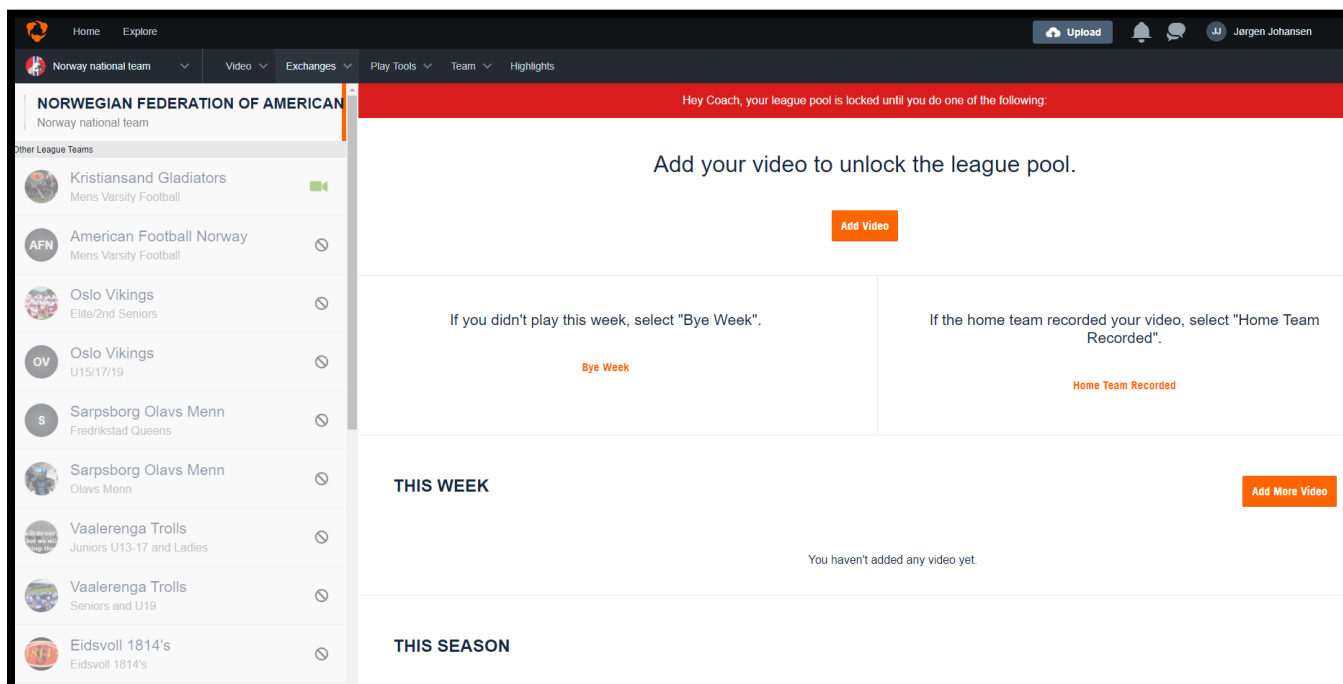 Home Explore Upload JJ Jørgen Johansen
Norway national team Video Exchanges Play Tools Team Highlights
NORWEGIAN FEDERATION OF AMERICAN
Norway national team
Other League Teams
Kristiansand Gladiators
Mens Varsity Football
AFN
American Football Norway
Mens Varsity Football
Oslo Vikings
Elite/2nd Seniors
OV
Oslo Vikings
U15/17/19
S
Sarpsborg Olavs Menn
Fredrikstad Queens
Sarpsborg Olavs Menn
Olavs Menn
Vaalerenga Trolls
Juniors U13-17 and Ladies
Vaalerenga Trolls
Seniors and U19
Eidsvoll 1814's
Eidsvoll 1814's
Hey Coach, your league pool is locked until you do one of the following:
Add your video to unlock the league pool.
Add Video
If you didn't play this week, select "Bye Week".
Bye Week
If the home team recorded your video, select "Home Team
Recorded".
Home Team Recorded
THIS WEEK
Add More Video
You haven't added any video yet.
THIS SEASON